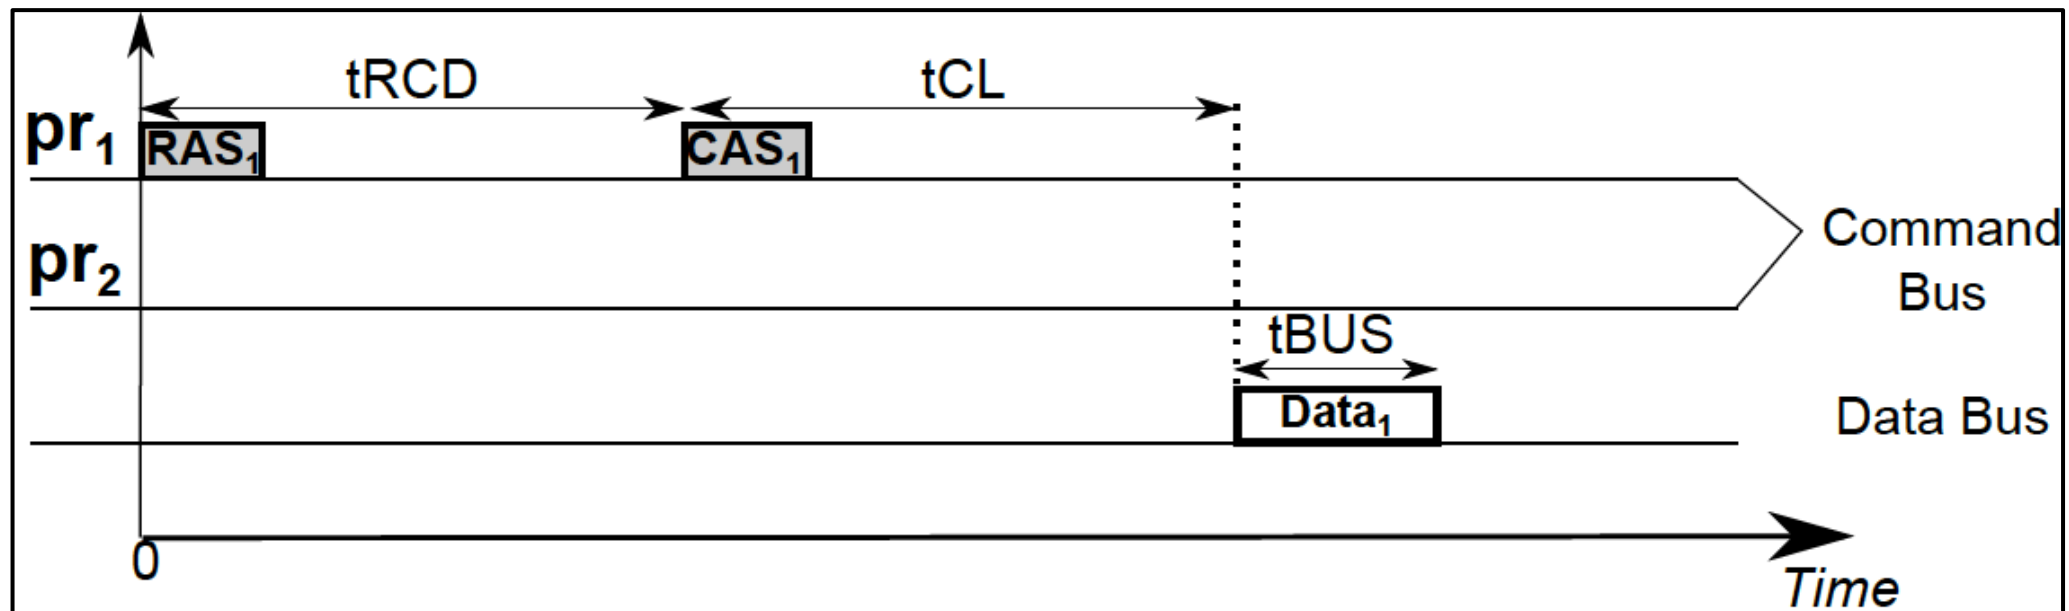 tRCD
tCL
pr₁
RAS₁
CAS₁
pr₂
Command
Bus
tBUS
Data₁
Data Bus
0
Time